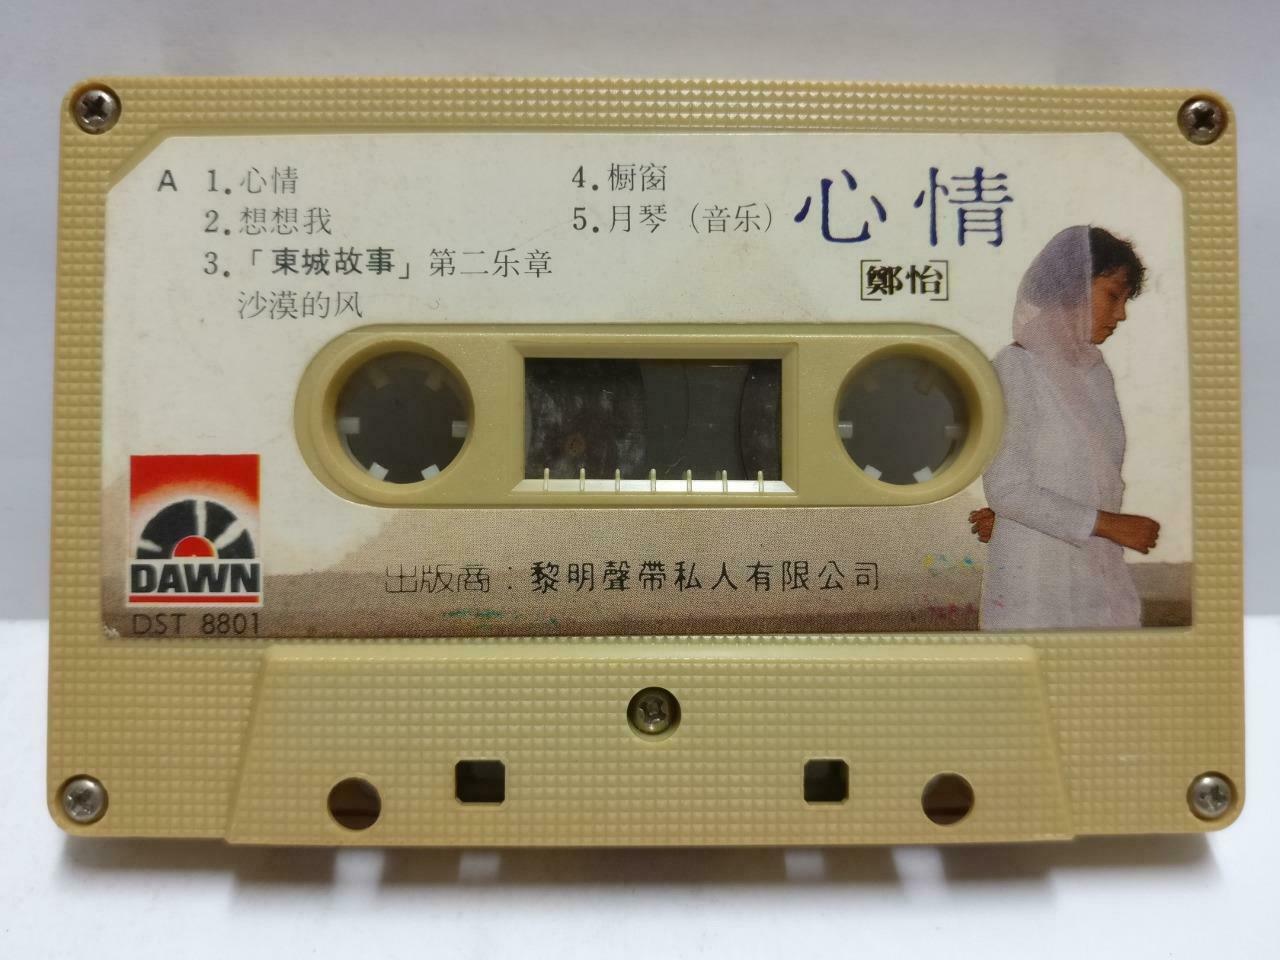 A 1.心情
2.想想我
3.「東城故事」第二乐章
沙漠的风
4.橱窗
5.月琴（音乐）
心情
[鄭怡]
DAWN
DST 8801
出版商：黎明聲帶私人有限公司